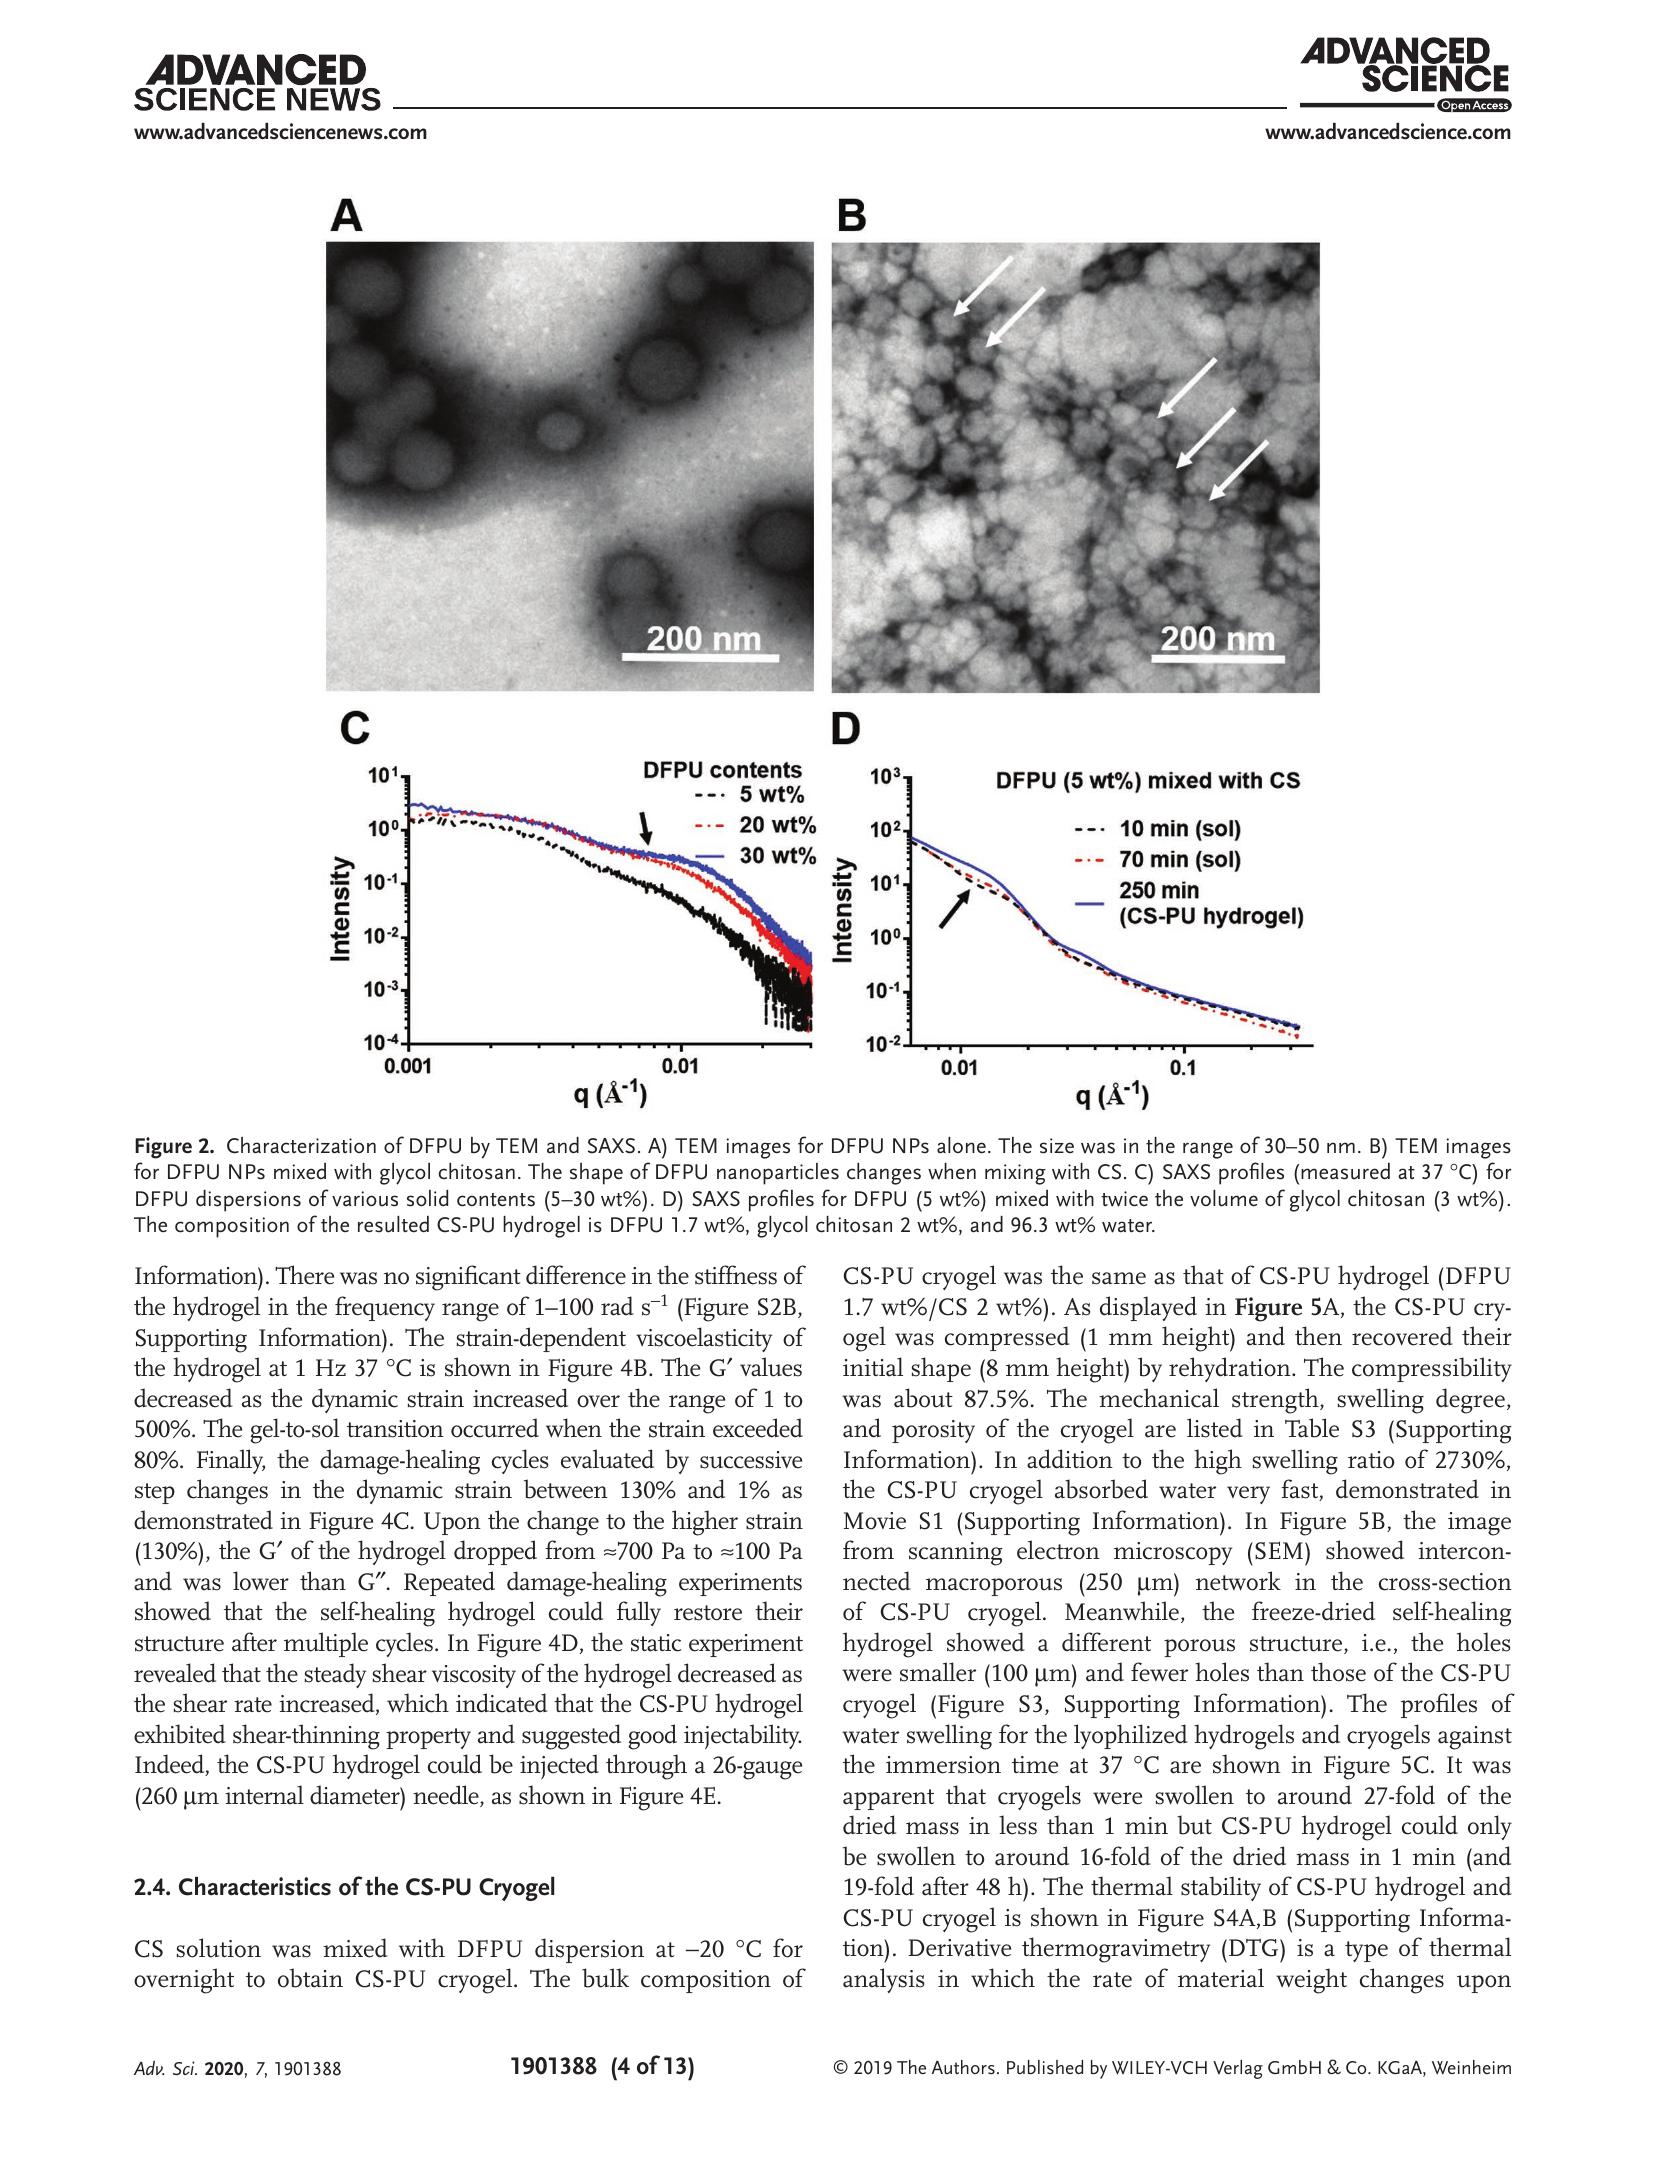 ADVANCED
SCIENCE NEWS
www.advancedsciencenews.com
ADVANCED
SCIENCE
Open Access
www.advancedscience.com
A
B
200 nm
200 nm
C
DFPU contents
5 wt%
20 wt%
30 wt%
10¹
10⁰
10⁻¹
10⁻²
10⁻³
10⁻⁴
Intensity
0.001
0.01
q (Å⁻¹)
D
DFPU (5 wt%) mixed with CS
10 min (sol)
70 min (sol)
250 min
(CS-PU hydrogel)
10³
10²
10¹
10⁰
10⁻¹
10⁻²
Intensity
0.01
0.1
q (Å⁻¹)
Figure 2. Characterization of DFPU by TEM and SAXS. A) TEM images for DFPU NPs alone. The size was in the range of 30–50 nm. B) TEM images
for DFPU NPs mixed with glycol chitosan. The shape of DFPU nanoparticles changes when mixing with CS. C) SAXS profiles (measured at 37 °C) for
DFPU dispersions of various solid contents (5–30 wt%). D) SAXS profiles for DFPU (5 wt%) mixed with twice the volume of glycol chitosan (3 wt%).
The composition of the resulted CS-PU hydrogel is DFPU 1.7 wt%, glycol chitosan 2 wt%, and 96.3 wt% water.
Information). There was no significant difference in the stiffness of
the hydrogel in the frequency range of 1–100 rad s⁻¹ (Figure S2B,
Supporting Information). The strain-dependent viscoelasticity of
the hydrogel at 1 Hz 37 °C is shown in Figure 4B. The G′ values
decreased as the dynamic strain increased over the range of 1 to
500%. The gel-to-sol transition occurred when the strain exceeded
80%. Finally, the damage-healing cycles evaluated by successive
step changes in the dynamic strain between 130% and 1% as
demonstrated in Figure 4C. Upon the change to the higher strain
(130%), the G′ of the hydrogel dropped from ≈700 Pa to ≈100 Pa
and was lower than G″. Repeated damage-healing experiments
showed that the self-healing hydrogel could fully restore their
structure after multiple cycles. In Figure 4D, the static experiment
revealed that the steady shear viscosity of the hydrogel decreased as
the shear rate increased, which indicated that the CS-PU hydrogel
exhibited shear-thinning property and suggested good injectability.
Indeed, the CS-PU hydrogel could be injected through a 26-gauge
(260 µm internal diameter) needle, as shown in Figure 4E.
2.4. Characteristics of the CS-PU Cryogel
CS solution was mixed with DFPU dispersion at –20 °C for
overnight to obtain CS-PU cryogel. The bulk composition of
CS-PU cryogel was the same as that of CS-PU hydrogel (DFPU
1.7 wt%/CS 2 wt%). As displayed in Figure 5A, the CS-PU cry-
ogel was compressed (1 mm height) and then recovered their
initial shape (8 mm height) by rehydration. The compressibility
was about 87.5%. The mechanical strength, swelling degree,
and porosity of the cryogel are listed in Table S3 (Supporting
Information). In addition to the high swelling ratio of 2730%,
the CS-PU cryogel absorbed water very fast, demonstrated in
Movie S1 (Supporting Information). In Figure 5B, the image
from scanning electron microscopy (SEM) showed intercon-
nected macroporous (250 µm) network in the cross-section
of CS-PU cryogel. Meanwhile, the freeze-dried self-healing
hydrogel showed a different porous structure, i.e., the holes
were smaller (100 µm) and fewer holes than those of the CS-PU
cryogel (Figure S3, Supporting Information). The profiles of
water swelling for the lyophilized hydrogels and cryogels against
the immersion time at 37 °C are shown in Figure 5C. It was
apparent that cryogels were swollen to around 27-fold of the
dried mass in less than 1 min but CS-PU hydrogel could only
be swollen to around 16-fold of the dried mass in 1 min (and
19-fold after 48 h). The thermal stability of CS-PU hydrogel and
CS-PU cryogel is shown in Figure S4A,B (Supporting Informa-
tion). Derivative thermogravimetry (DTG) is a type of thermal
analysis in which the rate of material weight changes upon
Adv. Sci. 2020, 7, 1901388
1901388 (4 of 13)
© 2019 The Authors. Published by WILEY-VCH Verlag GmbH & Co. KGaA, Weinheim